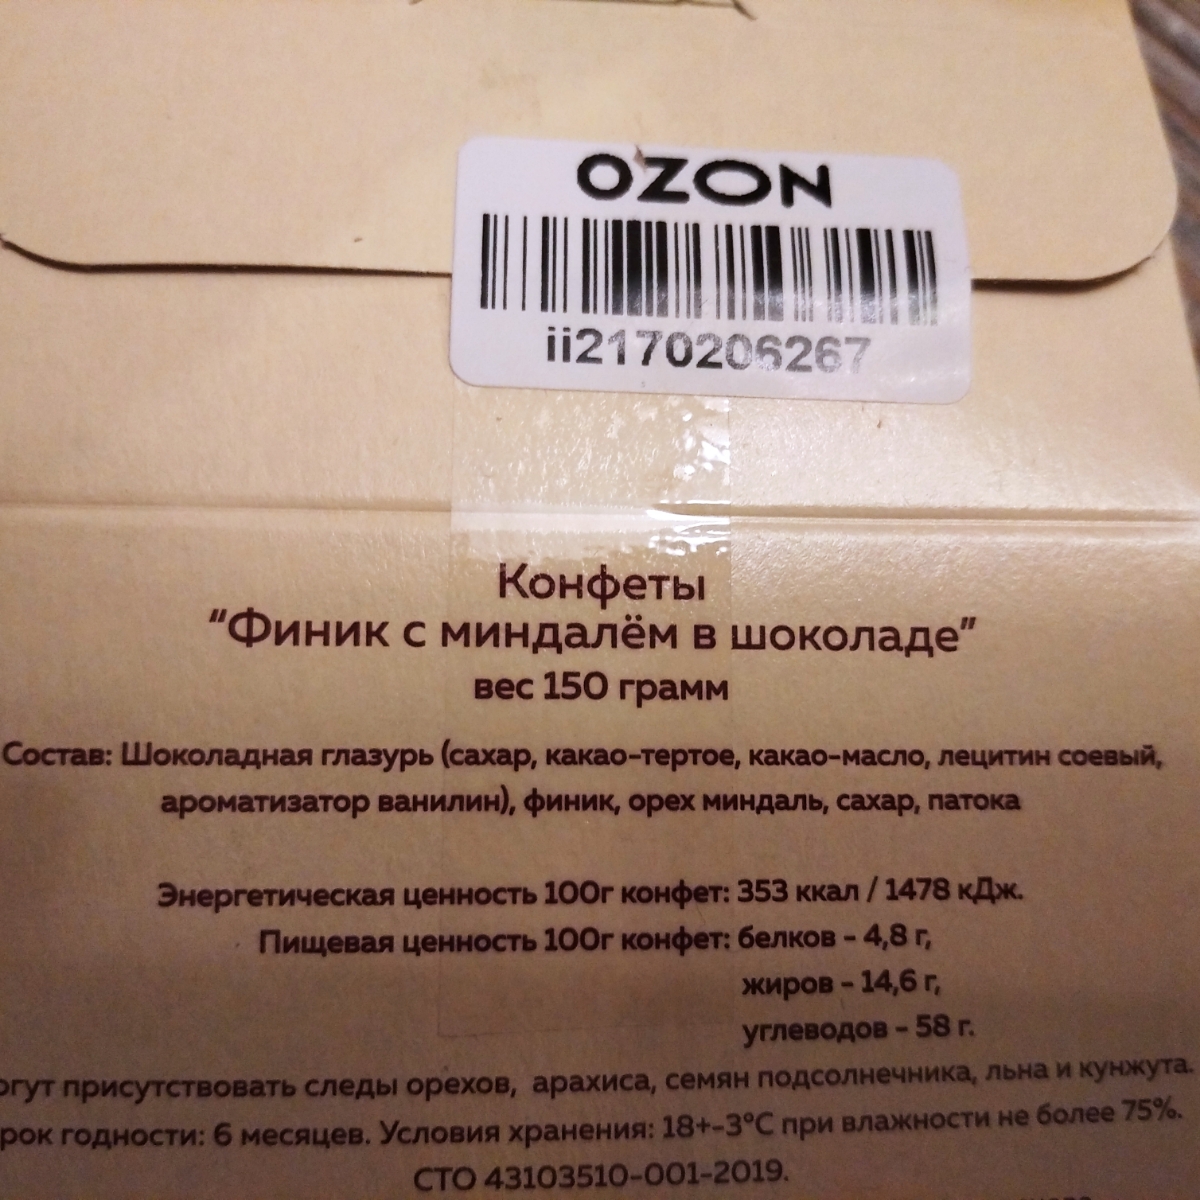 OZON
ii2170206267
Конфеты
“Финик с миндалём в шоколаде”
вес 150 грамм
Состав: Шоколадная глазурь (сахар, какао-тертое, какао-масло, лецитин соевый,
ароматизатор ванилин), финик, орех миндаль, сахар, патока
Энергетическая ценность 100г конфет: 353 ккал / 1478 кДж.
Пищевая ценность 100г конфет: белков - 4,8 г,
жиров - 14,6 г,
углеводов - 58 г.
огут присутствовать следы орехов, арахиса, семян подсолнечника, льна и кунжута.
рок годности: 6 месяцев. Условия хранения: 18+-3°С при влажности не более 75%.
СТО 43103510-001-2019.